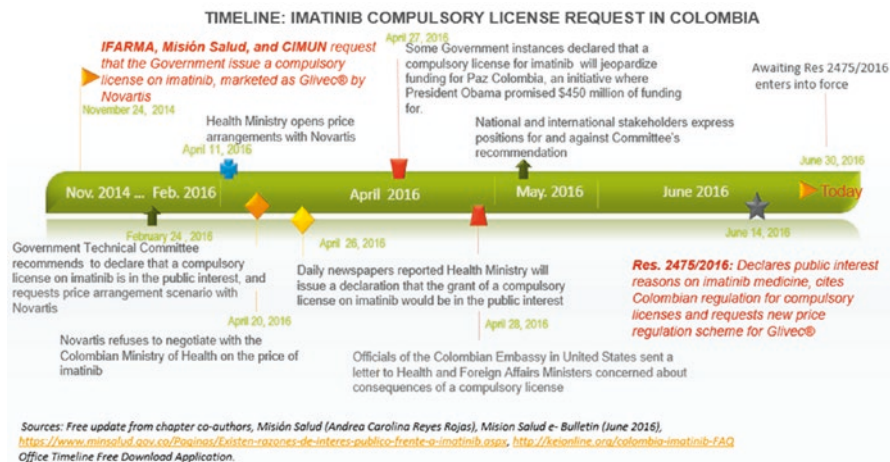 TIMELINE: IMATINIB COMPULSORY LICENSE REQUEST IN COLOMBIA
IFARMA, Misión Salud, and CIMUN request
that the Government issue a compulsory
license on imatinib, marketed as Glivec® by
Novartis
November 24, 2014
April 27, 2016
Some Government instances declared that a
compulsory license for imatinib will jeopardize
funding for Paz Colombia, an initiative where
President Obama promised $450 million of funding
for.
Awaiting Res 2475/2016
enters into force
Health Ministry opens price
arrangements with Novartis
April 11, 2016
National and international stakeholders express
positions for and against Committee's
recommendation
June 30, 2016
Nov. 2014 ... Feb. 2016
April 2016
May. 2016
June 2016
Today
February 24 , 2016
Government Technical Committee
recommends to declare that a compulsory
license on imatinib is in the public interest, and
requests price arrangement scenario with
Novartis
April 20, 2016
Novartis refuses to negotiate with the
Colombian Ministry of Health on the price of
imatinib
April 26, 2016
Daily newspapers reported Health Ministry will
issue a declaration that the grant of a compulsory
license on imatinib would be in the public interest
April 28, 2016
Officials of the Colombian Embassy in United States sent a
letter to Health and Foreign Affairs Ministers concerned about
consequences of a compulsory license
June 14, 2016
Res. 2475/2016: Declares public interest
reasons on imatinib medicine, cites
Colombian regulation for compulsory
licenses and requests new price
regulation scheme for Glivec®
Sources: Free update from chapter co-authors, Misión Salud (Andrea Carolina Reyes Rojas), Mision Salud e- Bulletin (June 2016),
https://www.minsalud.gov.co/Paginas/Existen-razones-de-interes-publico-frente-a-imatinib.aspx, http://keionline.org/colombia-imatinib-FAQ
Office Timeline Free Download Application.